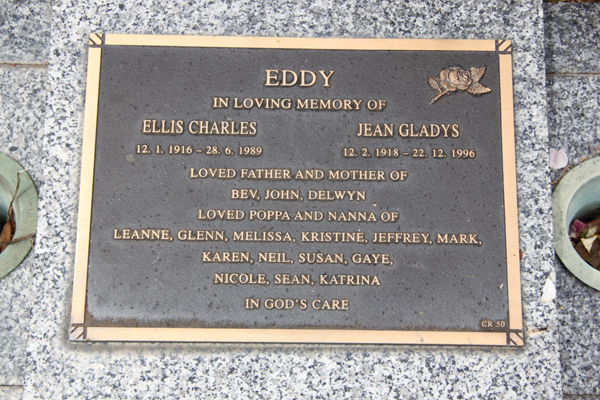 EDDY
IN LOVING MEMORY OF
ELLIS CHARLES JEAN GLADYS
12. 1. 1916 – 28. 6. 1989 12. 2. 1918 – 22. 12. 1996
LOVED FATHER AND MOTHER OF
BEV, JOHN, DELWYN
LOVED POPPA AND NANNA OF
LEANNE, GLENN, MELISSA, KRISTINE, JEFFREY, MARK,
KAREN, NEIL, SUSAN, GAYE,
NICOLE, SEAN, KATRINA
IN GOD'S CARE
CR 50